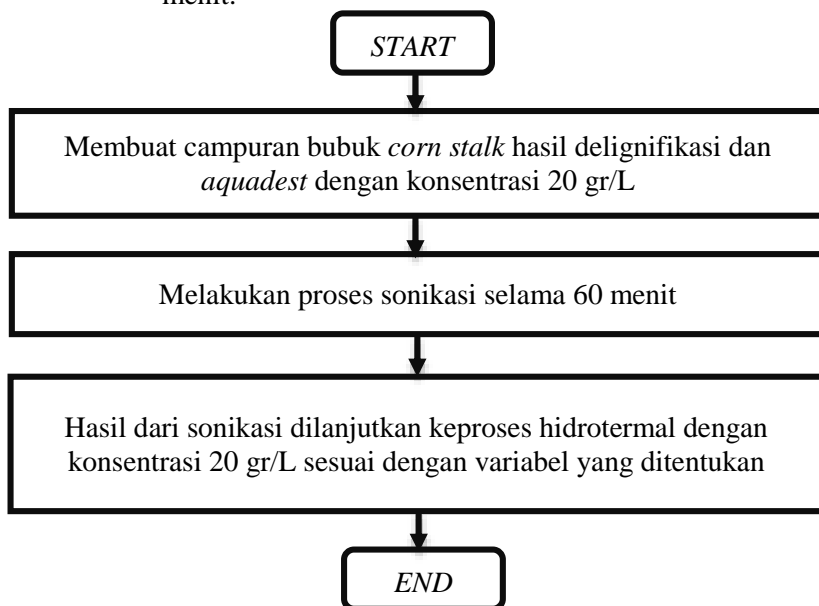 menit.
START
Membuat campuran bubuk corn stalk hasil delignifikasi dan
aquadest dengan konsentrasi 20 gr/L
Melakukan proses sonikasi selama 60 menit
Hasil dari sonikasi dilanjutkan keproses hidrotermal dengan
konsentrasi 20 gr/L sesuai dengan variabel yang ditentukan
END